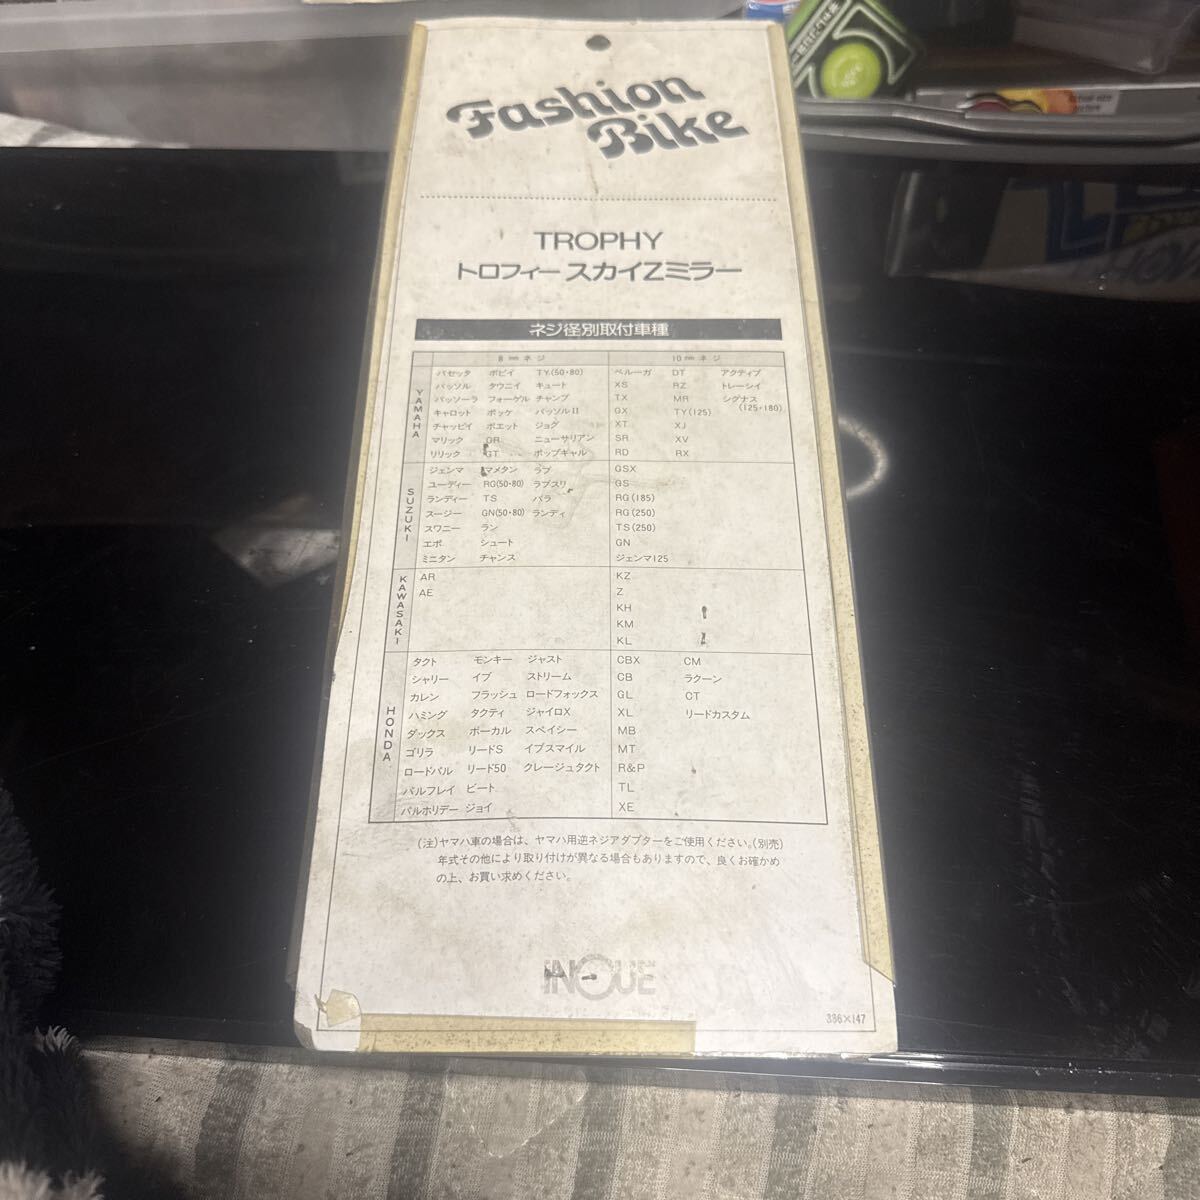 Fashion
Bike
TROPHY
トロフィー スカイZミラー
ネジ径別取付車種
8㎜ネジ 10㎜ネジ
YAMAHA
パセッタ ボビイ TY(50・80) ベルーガ DT アクティブ
パッソル タウニイ キュート XS RZ トレーシイ
パッソーラ フォーゲル チャンプ TX MR シグナス
(125・180)
キャロット ポッケ パッソルII GX TY(125)
チャッピイ ポエット ジョグ XT XJ
マリック GR ニューサリアン SR XV
リリック GT ポップギャル RD RX
SUZUKI
ジェンマ マメタン ラブ GSX
ユーディー RG(50・80) ラブスリ GS
ランディー TS パラ RG(185)
スージー GN(50・80) ランディ RG(250)
スワニー ラン TS(250)
エポ シュート GN
ミニタン チャンス ジェンマ125
KAWASAKI
AR KZ
AE Z
KH
KM
KL
HONDA
タクト モンキー ジャスト CBX CM
シャリー イブ ストリーム CB ラクーン
カレン フラッシュ ロードフォックス GL CT
ハミング タクティ ジャイロX XL リードカスタム
ダックス ボーカル スペイシー MB
ゴリラ リードS イブスマイル MT
ロードパル リード50 クレージュタクト R&P
パルフレイ ビート TL
パルホリデー ジョイ XE
(注)ヤマハ車の場合は、ヤマハ用逆ネジアダプターをご使用ください。(別売)
年式その他により取り付けが異なる場合もありますので、良くお確かめ
の上、お買い求めください。
INOUE
336×147